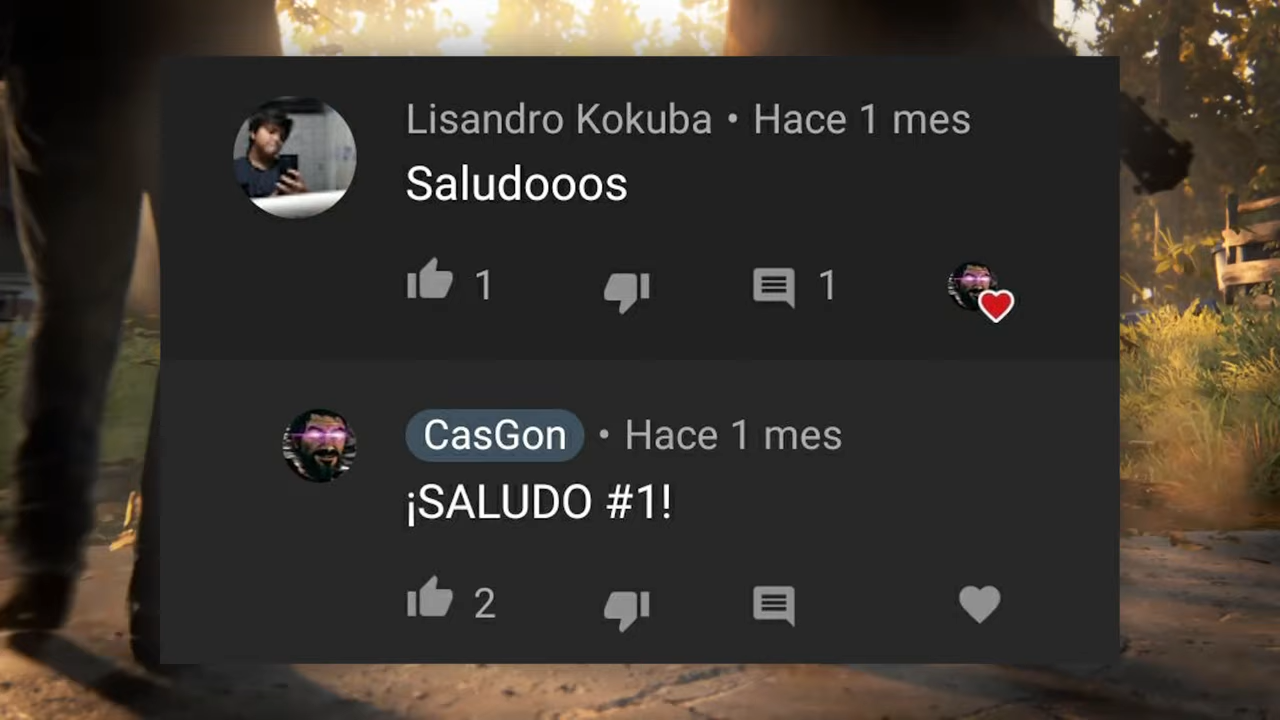 Lisandro Kokuba • Hace 1 mes
Saludooos
1 1
CasGon • Hace 1 mes
¡SALUDO #1!
2